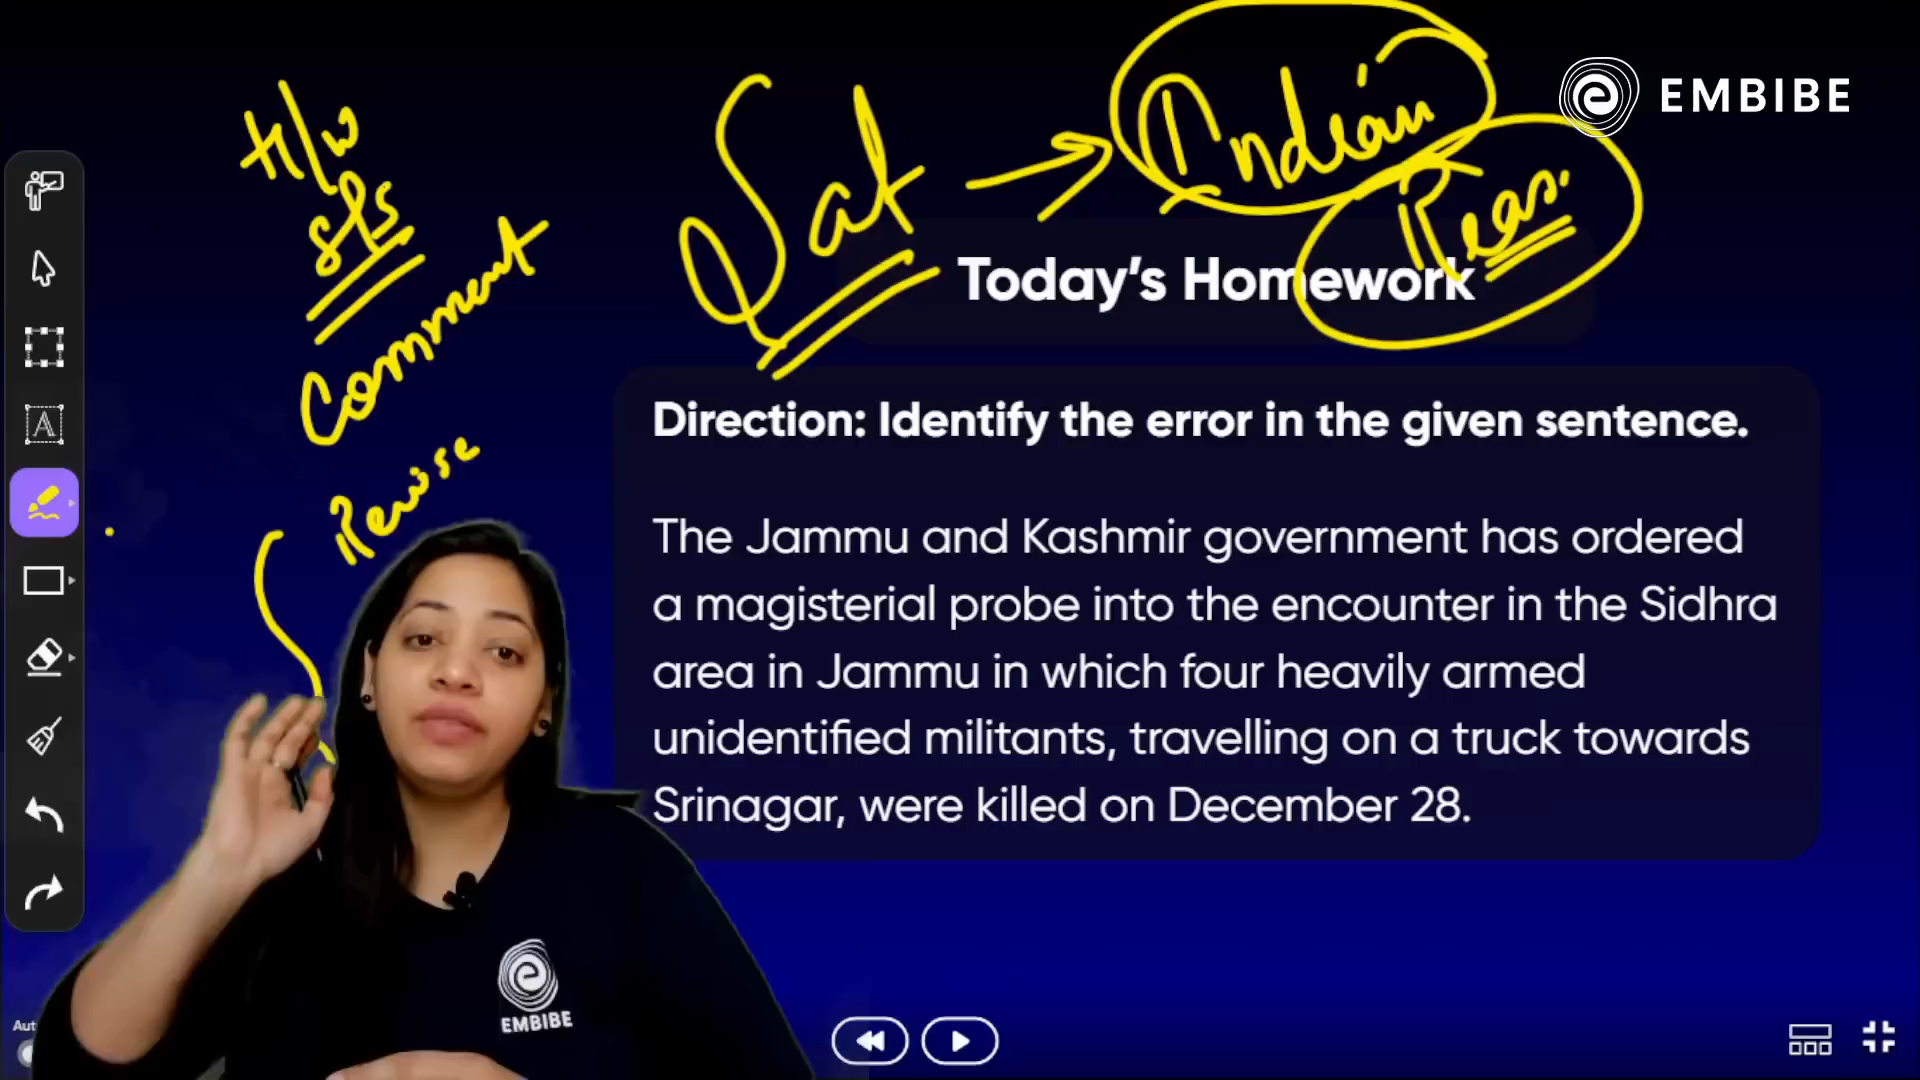 EMBIBE
H/w
Sat → Indian
Reas.
Comment
Revise
Today's Homework
Direction: Identify the error in the given sentence.
The Jammu and Kashmir government has ordered
a magisterial probe into the encounter in the Sidhra
area in Jammu in which four heavily armed
unidentified militants, travelling on a truck towards
Srinagar, were killed on December 28.
A
EMBIBE
Aut